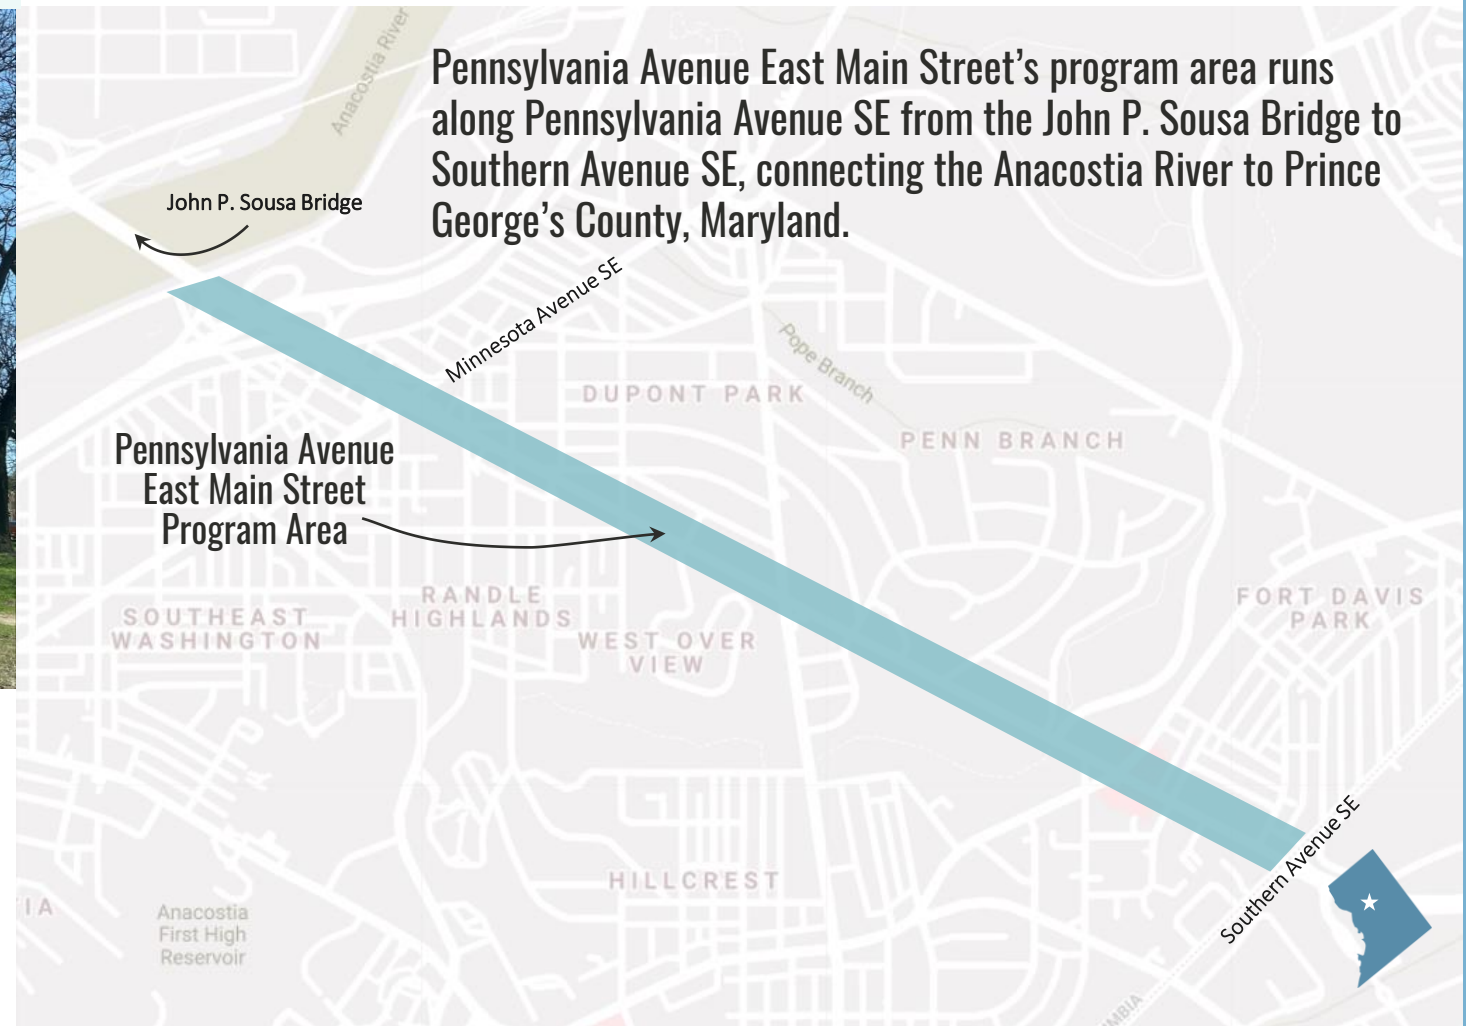 Anacostia River
Pennsylvania Avenue East Main Street’s program area runs
along Pennsylvania Avenue SE from the John P. Sousa Bridge to
Southern Avenue SE, connecting the Anacostia River to Prince
George’s County, Maryland.
John P. Sousa Bridge
Minnesota Avenue SE
Pope Branch
DUPONT PARK
PENN BRANCH
Pennsylvania Avenue
East Main Street
Program Area
RANDLE
HIGHLANDS
SOUTHEAST
WASHINGTON
WEST OVER
VIEW
FORT DAVIS
PARK
Southern Avenue SE
HILLCREST
IA
Anacostia
First High
Reservoir
MBIA